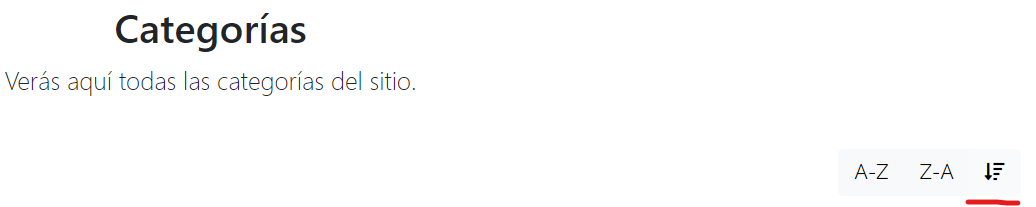 Categorías
Verás aquí todas las categorías del sitio.
A-Z Z-A